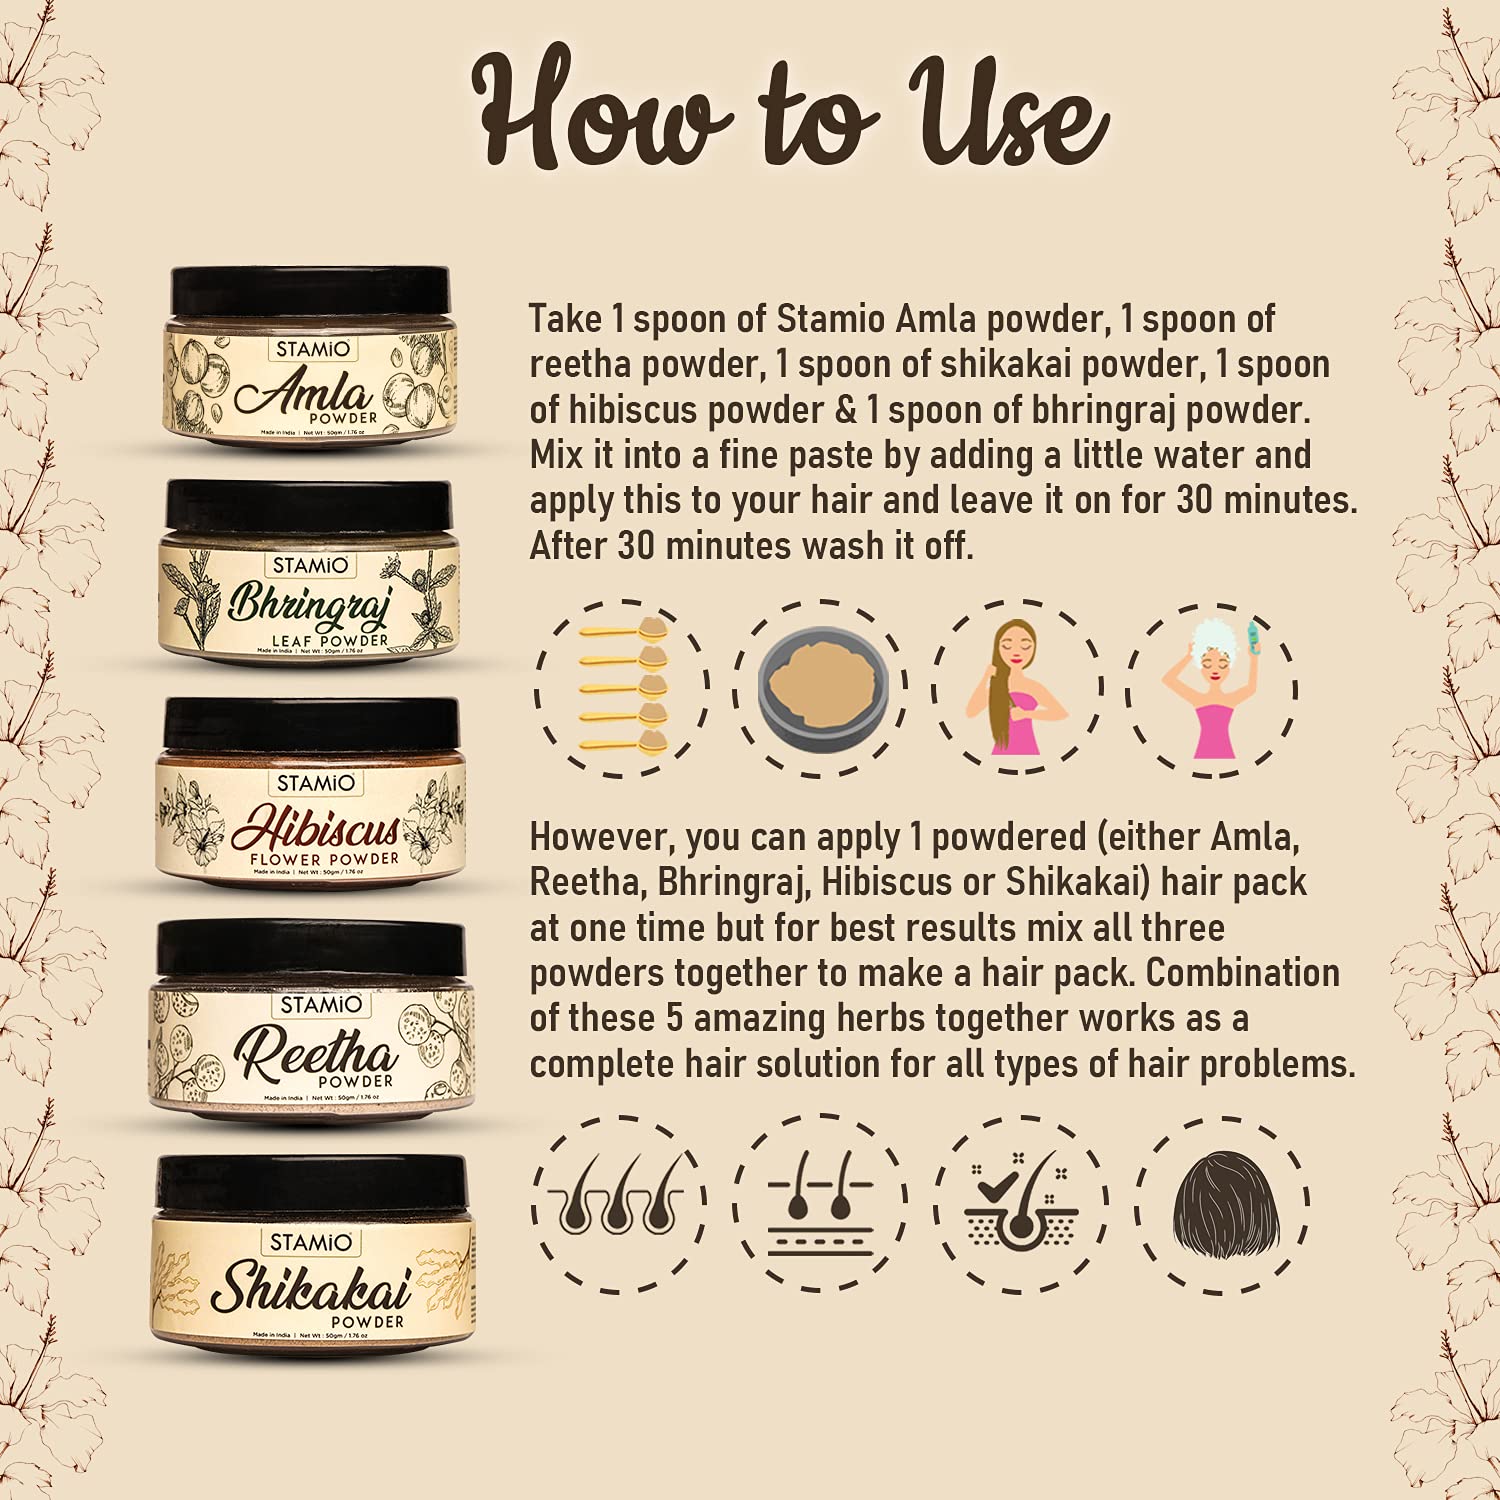 How to Use
STAMiO
Amla
POWDER
Made in India | Net Wt : 50gm / 1.76 oz
STAMiO
Bhringraj
LEAF POWDER
Made in India | Net Wt : 50gm / 1.76 oz
STAMiO
Hibiscus
FLOWER POWDER
Made in India | Net Wt : 50gm / 1.76 oz
STAMiO
Reetha
POWDER
Made in India | Net Wt : 50gm / 1.76 oz
STAMiO
Shikakai
POWDER
Made in India | Net Wt : 50gm / 1.76 oz
Take 1 spoon of Stamio Amla powder, 1 spoon of
reetha powder, 1 spoon of shikakai powder, 1 spoon
of hibiscus powder & 1 spoon of bhringraj powder.
Mix it into a fine paste by adding a little water and
apply this to your hair and leave it on for 30 minutes.
After 30 minutes wash it off.
However, you can apply 1 powdered (either Amla,
Reetha, Bhringraj, Hibiscus or Shikakai) hair pack
at one time but for best results mix all three
powders together to make a hair pack. Combination
of these 5 amazing herbs together works as a
complete hair solution for all types of hair problems.